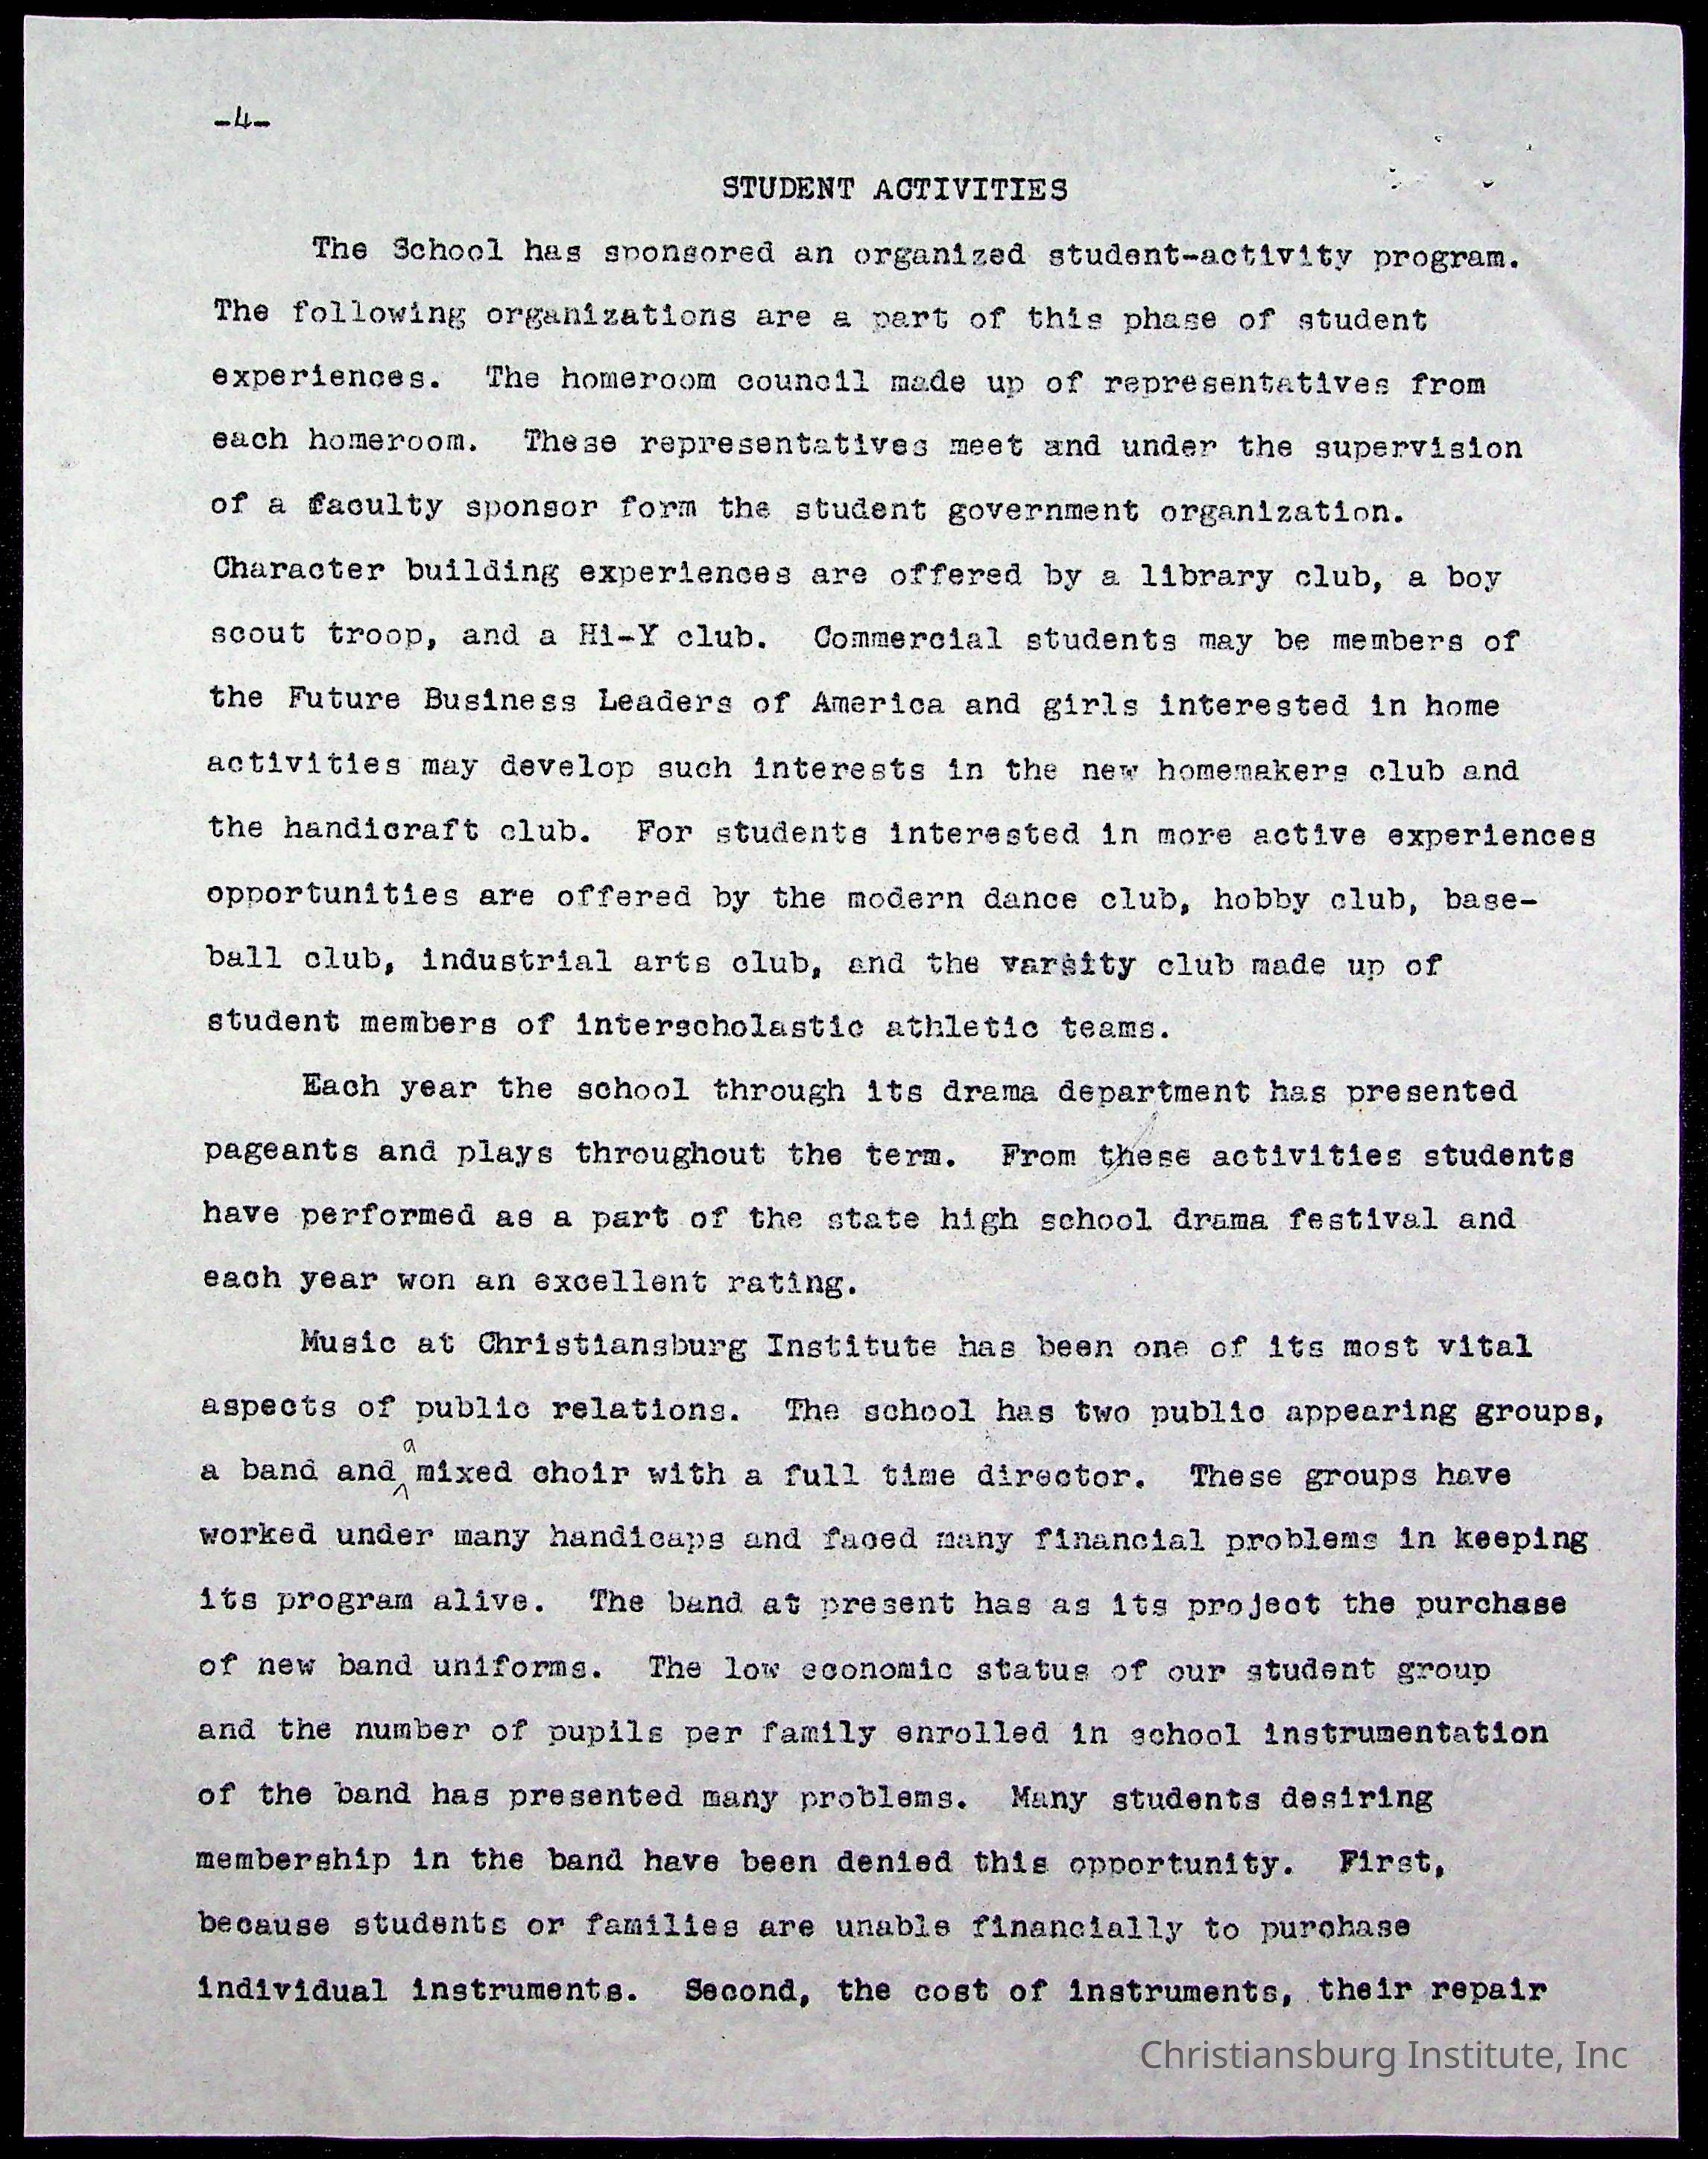 -4-
STUDENT ACTIVITIES
The School has sponsored an organized student-activity program.
The following organizations are a part of this phase of student
experiences. The homeroom council made up of representatives from
each homeroom. These representatives meet and under the supervision
of a faculty sponsor form the student government organization.
Character building experiences are offered by a library club, a boy
scout troop, and a Hi-Y club. Commercial students may be members of
the Future Business Leaders of America and girls interested in home
activities may develop such interests in the new homemakers club and
the handicraft club. For students interested in more active experiences
opportunities are offered by the modern dance club, hobby club, base-
ball club, industrial arts club, and the varsity club made up of
student members of interscholastic athletic teams.
Each year the school through its drama department has presented
pageants and plays throughout the term. From these activities students
have performed as a part of the state high school drama festival and
each year won an excellent rating.
Music at Christiansburg Institute has been one of its most vital
aspects of public relations. The school has two public appearing groups,
a band and a mixed choir with a full time director. These groups have
worked under many handicaps and faced many financial problems in keeping
its program alive. The band at present has as its project the purchase
of new band uniforms. The low economic status of our student group
and the number of pupils per family enrolled in school instrumentation
of the band has presented many problems. Many students desiring
membership in the band have been denied this opportunity. First,
because students or families are unable financially to purchase
individual instruments. Second, the cost of instruments, their repair
Christiansburg Institute, Inc